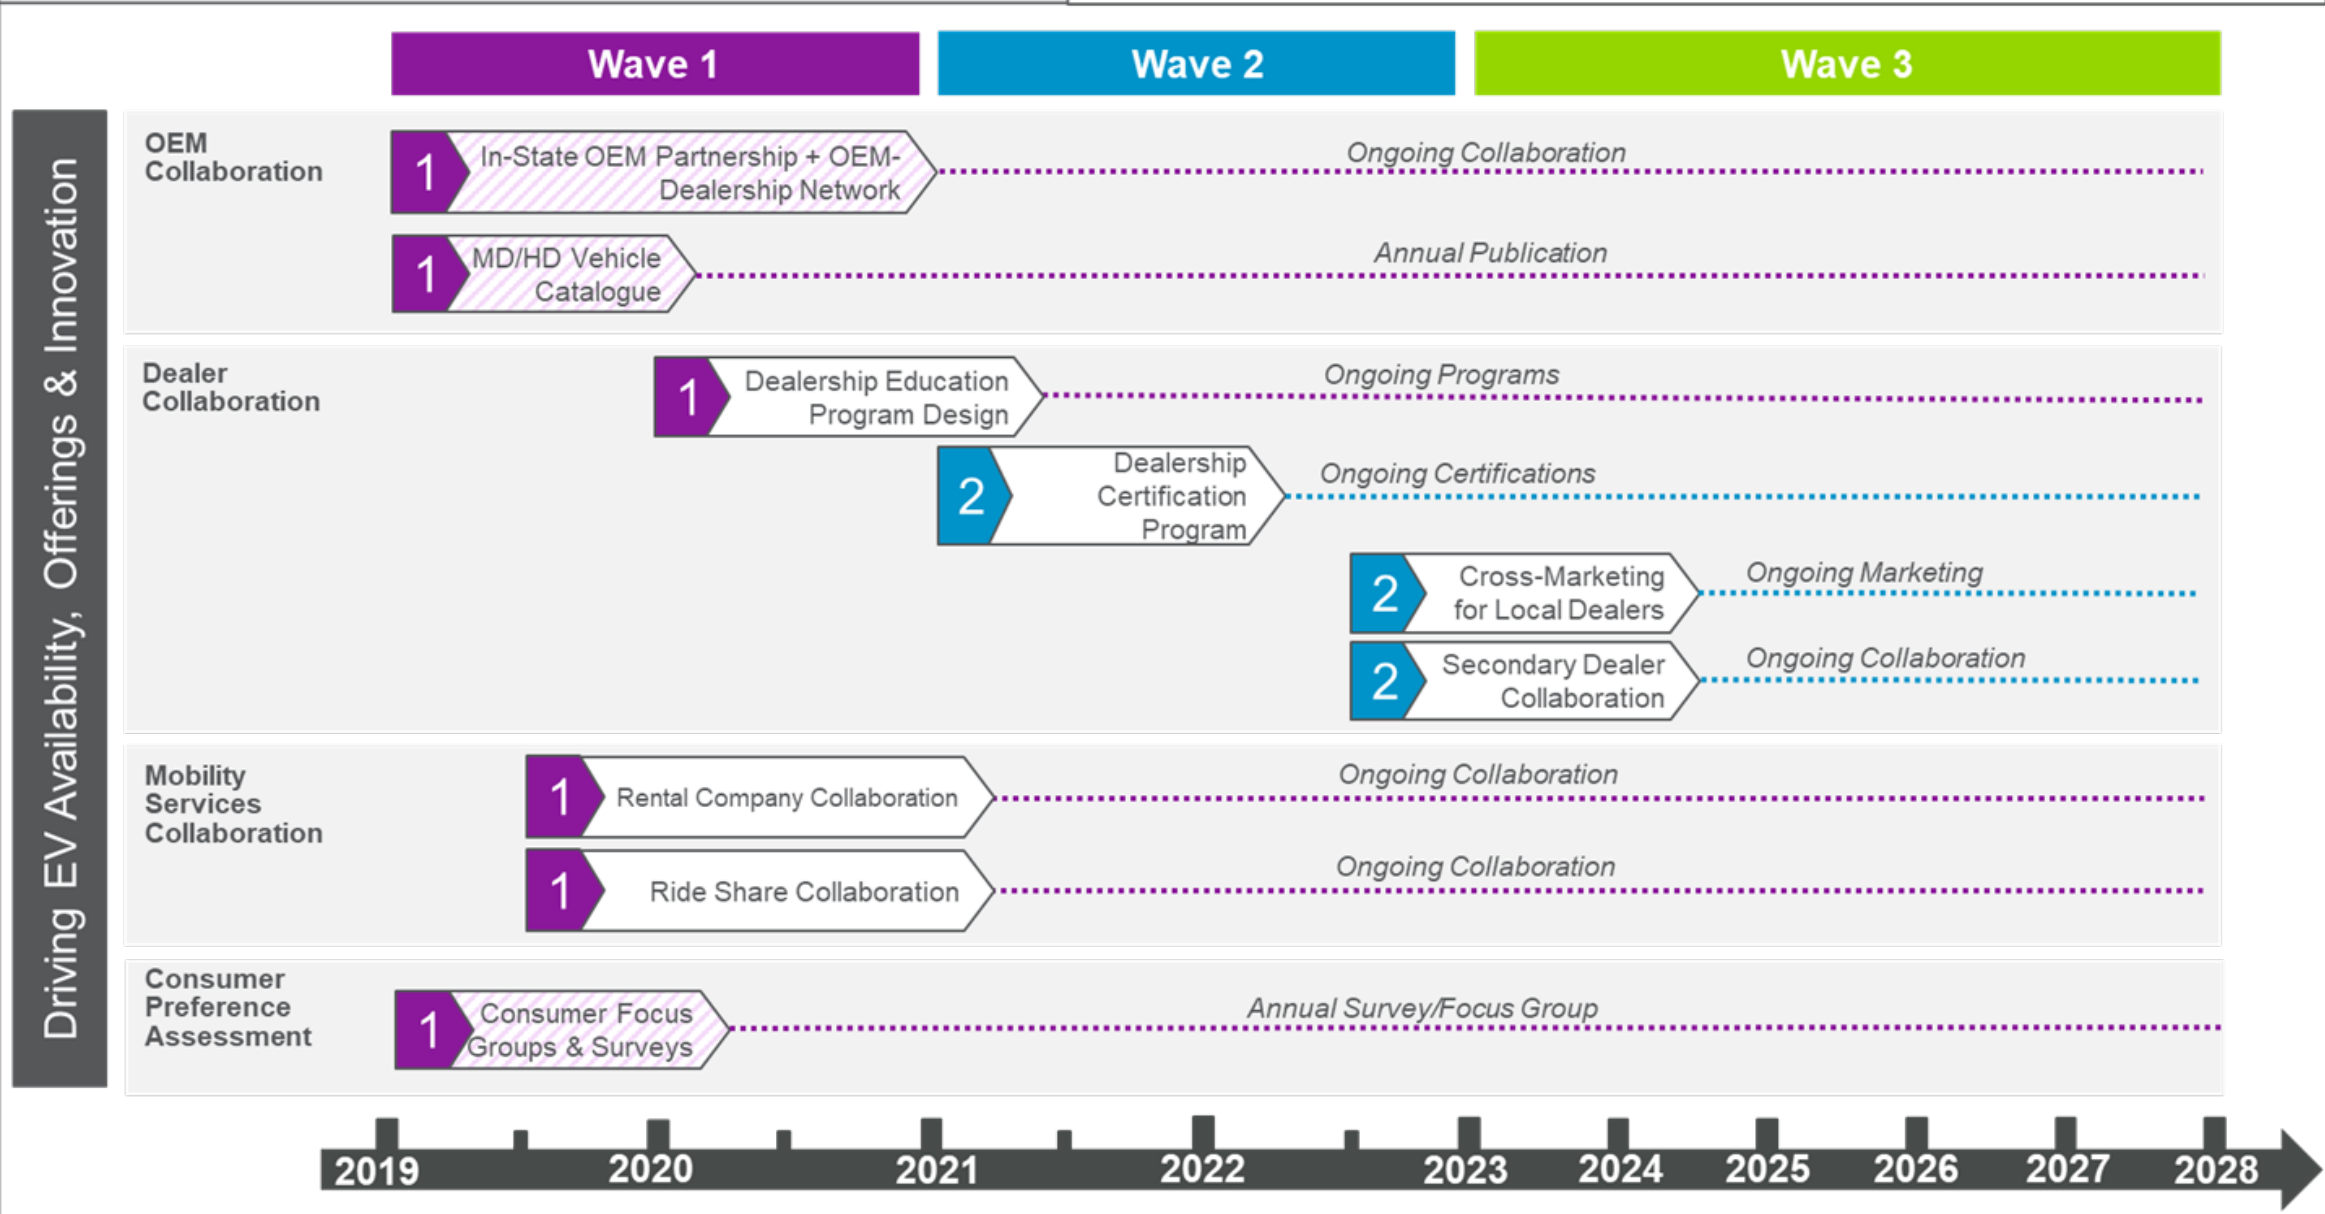 Wave 1
Wave 2
Wave 3
Driving EV Availability, Offerings & Innovation
OEM
Collaboration
1
In-State OEM Partnership + OEM-
Dealership Network
Ongoing Collaboration
1
MD/HD Vehicle
Catalogue
Annual Publication
Dealer
Collaboration
1
Dealership Education
Program Design
Ongoing Programs
2
Dealership
Certification
Program
Ongoing Certifications
2
Cross-Marketing
for Local Dealers
Ongoing Marketing
2
Secondary Dealer
Collaboration
Ongoing Collaboration
Mobility
Services
Collaboration
1
Rental Company Collaboration
Ongoing Collaboration
1
Ride Share Collaboration
Ongoing Collaboration
Consumer
Preference
Assessment
1
Consumer Focus
Groups & Surveys
Annual Survey/Focus Group
2019
2020
2021
2022
2023
2024
2025
2026
2027
2028